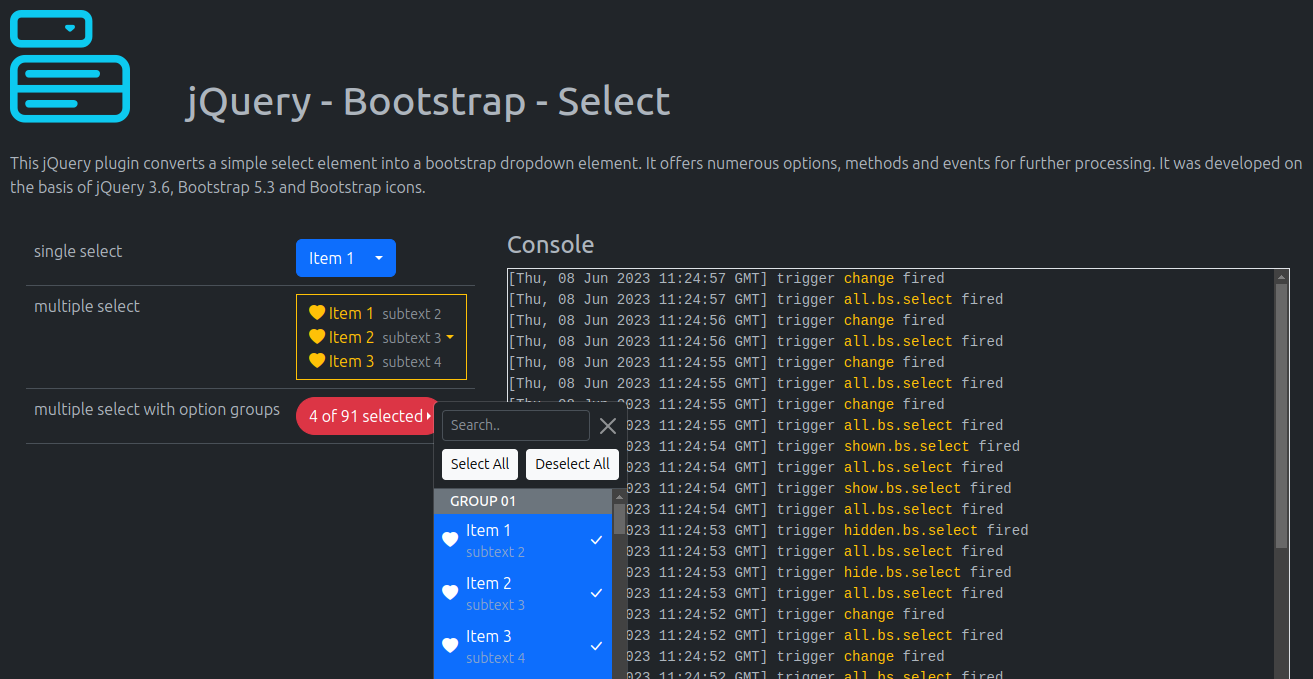 jQuery - Bootstrap - Select
This jQuery plugin converts a simple select element into a bootstrap dropdown element. It offers numerous options, methods and events for further processing. It was developed on
the basis of jQuery 3.6, Bootstrap 5.3 and Bootstrap icons.
single select
Item 1
multiple select
Item 1 subtext 2
Item 2 subtext 3
Item 3 subtext 4
multiple select with option groups
4 of 91 selected
Search..
Select All Deselect All
GROUP 01
Item 1
subtext 2
Item 2
subtext 3
Item 3
subtext 4
Console
[Thu, 08 Jun 2023 11:24:57 GMT] trigger change fired
[Thu, 08 Jun 2023 11:24:57 GMT] trigger all.bs.select fired
[Thu, 08 Jun 2023 11:24:56 GMT] trigger change fired
[Thu, 08 Jun 2023 11:24:56 GMT] trigger all.bs.select fired
[Thu, 08 Jun 2023 11:24:55 GMT] trigger change fired
[Thu, 08 Jun 2023 11:24:55 GMT] trigger all.bs.select fired
[Thu, 08 Jun 2023 11:24:55 GMT] trigger change fired
023 11:24:55 GMT] trigger all.bs.select fired
023 11:24:54 GMT] trigger shown.bs.select fired
023 11:24:54 GMT] trigger all.bs.select fired
023 11:24:54 GMT] trigger show.bs.select fired
023 11:24:54 GMT] trigger all.bs.select fired
023 11:24:53 GMT] trigger hidden.bs.select fired
023 11:24:53 GMT] trigger all.bs.select fired
023 11:24:53 GMT] trigger hide.bs.select fired
023 11:24:53 GMT] trigger all.bs.select fired
023 11:24:52 GMT] trigger change fired
023 11:24:52 GMT] trigger all.bs.select fired
023 11:24:52 GMT] trigger change fired
023 11:24:52 GMT] trigger all.bs.select fired